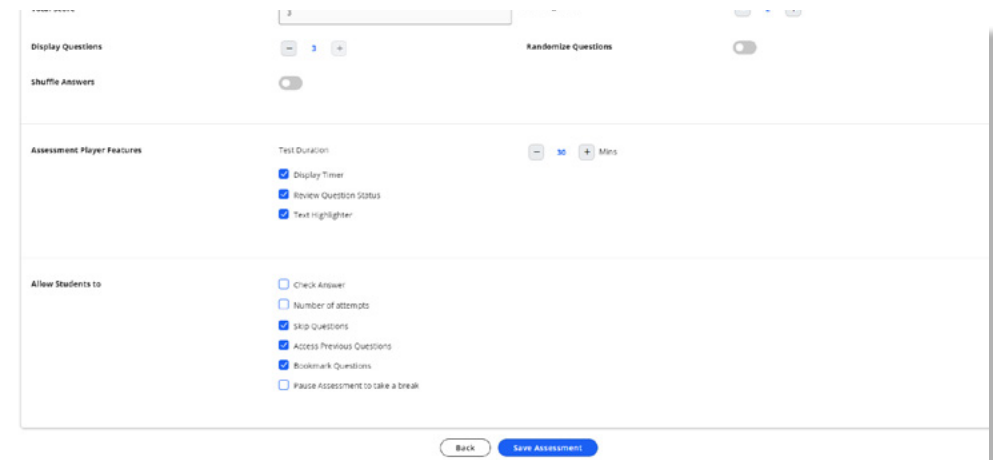 3
Display Questions
3
Randomize Questions
Shuffle Answers
Assessment Player Features
Test Duration
30
Mins
Display Timer
Review Question Status
Text Highlighter
Allow Students to
Check Answer
Number of attempts
Skip Questions
Access Previous Questions
Bookmark Questions
Pause Assessment to take a break
Back
Save Assessment